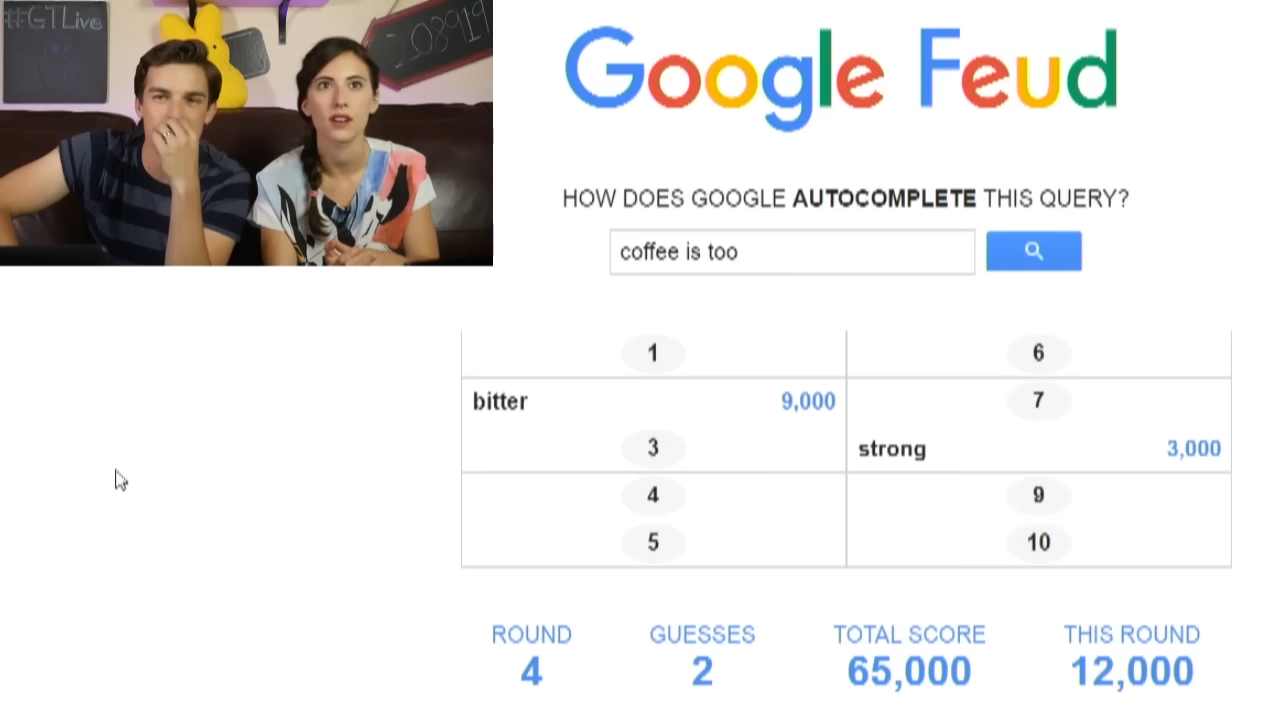 #GTLive
208919
Google Feud
HOW DOES GOOGLE AUTOCOMPLETE THIS QUERY?
coffee is too
1
6
bitter 9,000
7
3
strong 3,000
4
9
5
10
ROUND
GUESSES
TOTAL SCORE
THIS ROUND
4
2
65,000
12,000